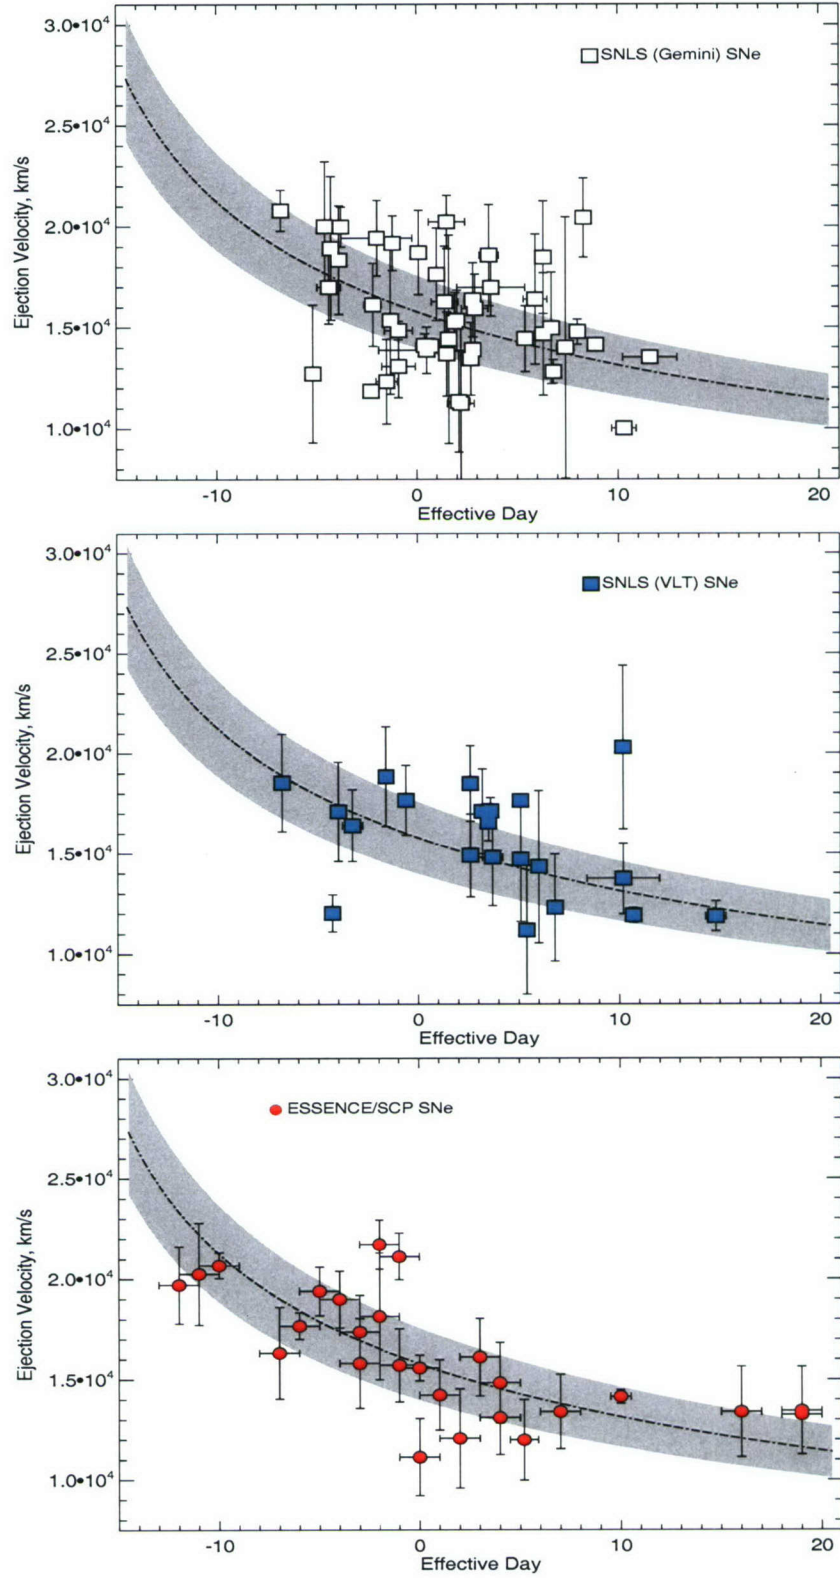 3.0•10⁴
SNLS (Gemini) SNe
2.5•10⁴
2.0•10⁴
1.5•10⁴
1.0•10⁴
Ejection Velocity, km/s
-10 0 10 20
Effective Day
3.0•10⁴
SNLS (VLT) SNe
2.5•10⁴
2.0•10⁴
1.5•10⁴
1.0•10⁴
Ejection Velocity, km/s
-10 0 10 20
Effective Day
3.0•10⁴
ESSENCE/SCP SNe
2.5•10⁴
2.0•10⁴
1.5•10⁴
1.0•10⁴
Ejection Velocity, km/s
-10 0 10 20
Effective Day